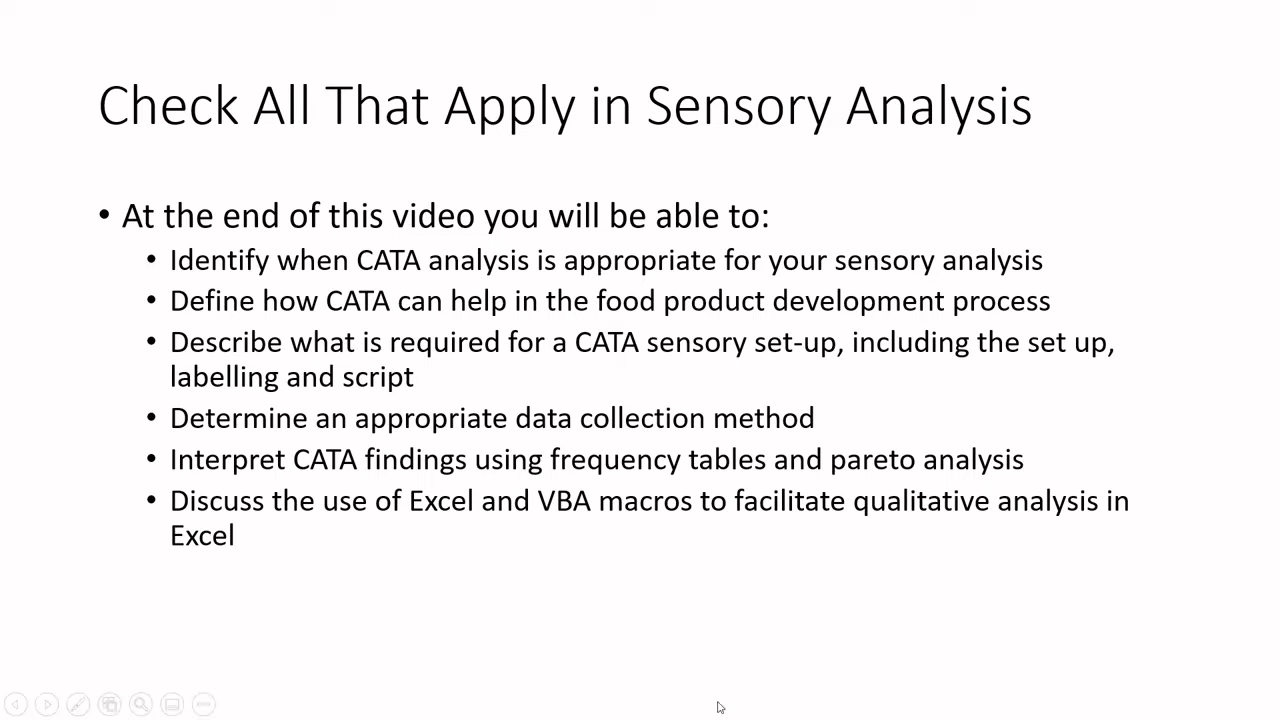 Check All That Apply in Sensory Analysis
• At the end of this video you will be able to:
• Identify when CATA analysis is appropriate for your sensory analysis
• Define how CATA can help in the food product development process
• Describe what is required for a CATA sensory set-up, including the set up,
labelling and script
• Determine an appropriate data collection method
• Interpret CATA findings using frequency tables and pareto analysis
• Discuss the use of Excel and VBA macros to facilitate qualitative analysis in
Excel